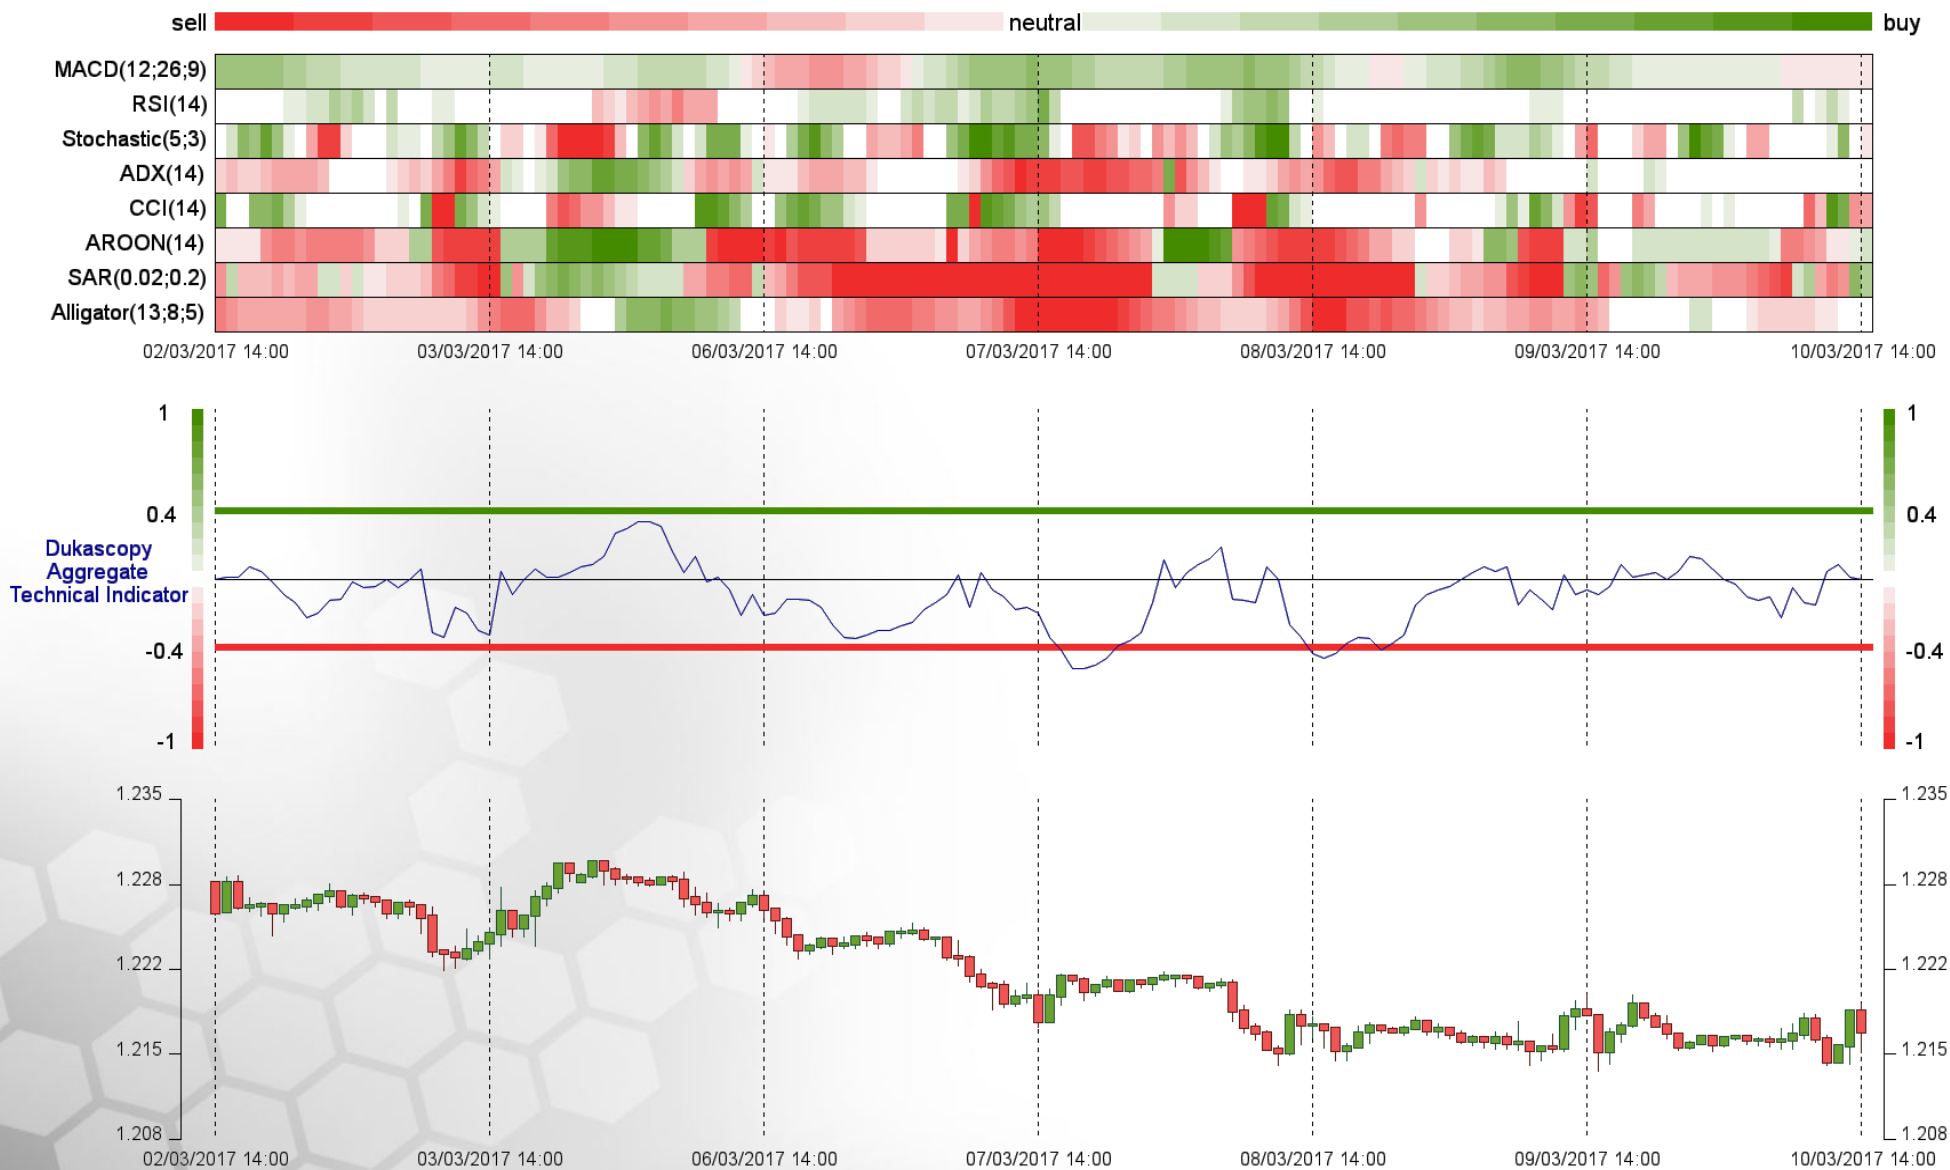 sell neutral buy
MACD(12;26;9)
RSI(14)
Stochastic(5;3)
ADX(14)
CCI(14)
AROON(14)
SAR(0.02;0.2)
Alligator(13;8;5)
02/03/2017 14:00 03/03/2017 14:00 06/03/2017 14:00 07/03/2017 14:00 08/03/2017 14:00 09/03/2017 14:00 10/03/2017 14:00
1 1
0.4 0.4
Dukascopy
Aggregate
Technical Indicator
-0.4 -0.4
-1 -1
1.235 1.235
1.228 1.228
1.222 1.222
1.215 1.215
1.208 1.208
02/03/2017 14:00 03/03/2017 14:00 06/03/2017 14:00 07/03/2017 14:00 08/03/2017 14:00 09/03/2017 14:00 10/03/2017 14:00